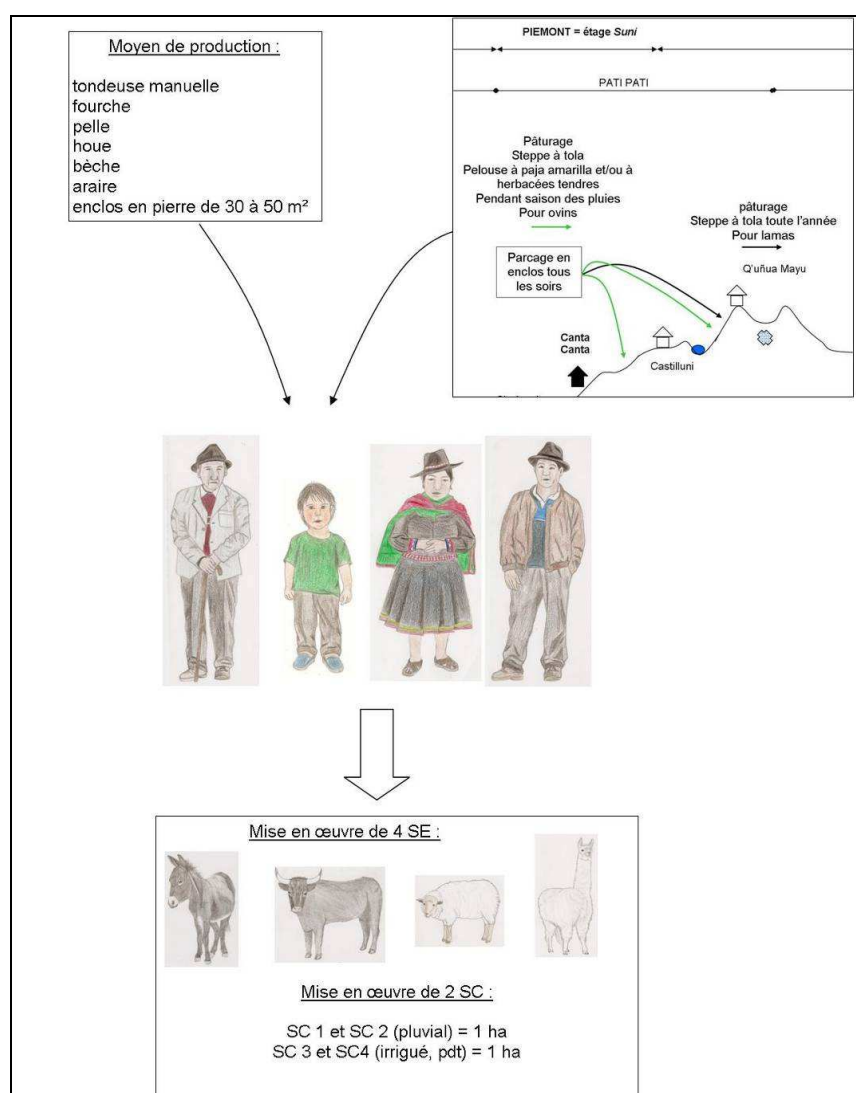 Moyen de production :
tondeuse manuelle
fourche
pelle
houe
bèche
araire
enclos en pierre de 30 à 50 m²
PIEMONT = étage Suni
PATI PATI
Pâturage
Steppe à tola
Pelouse à paja amarilla et/ou à
herbacées tendres
Pendant saison des pluies
Pour ovins
pâturage
Steppe à tola toute l'année
Pour lamas
Parcage en
enclos tous
les soirs
Q'uñua Mayu
Canta
Canta
Castilluni
Mise en œuvre de 4 SE :
Mise en œuvre de 2 SC :
SC 1 et SC 2 (pluvial) = 1 ha
SC 3 et SC4 (irrigué, pdt) = 1 ha